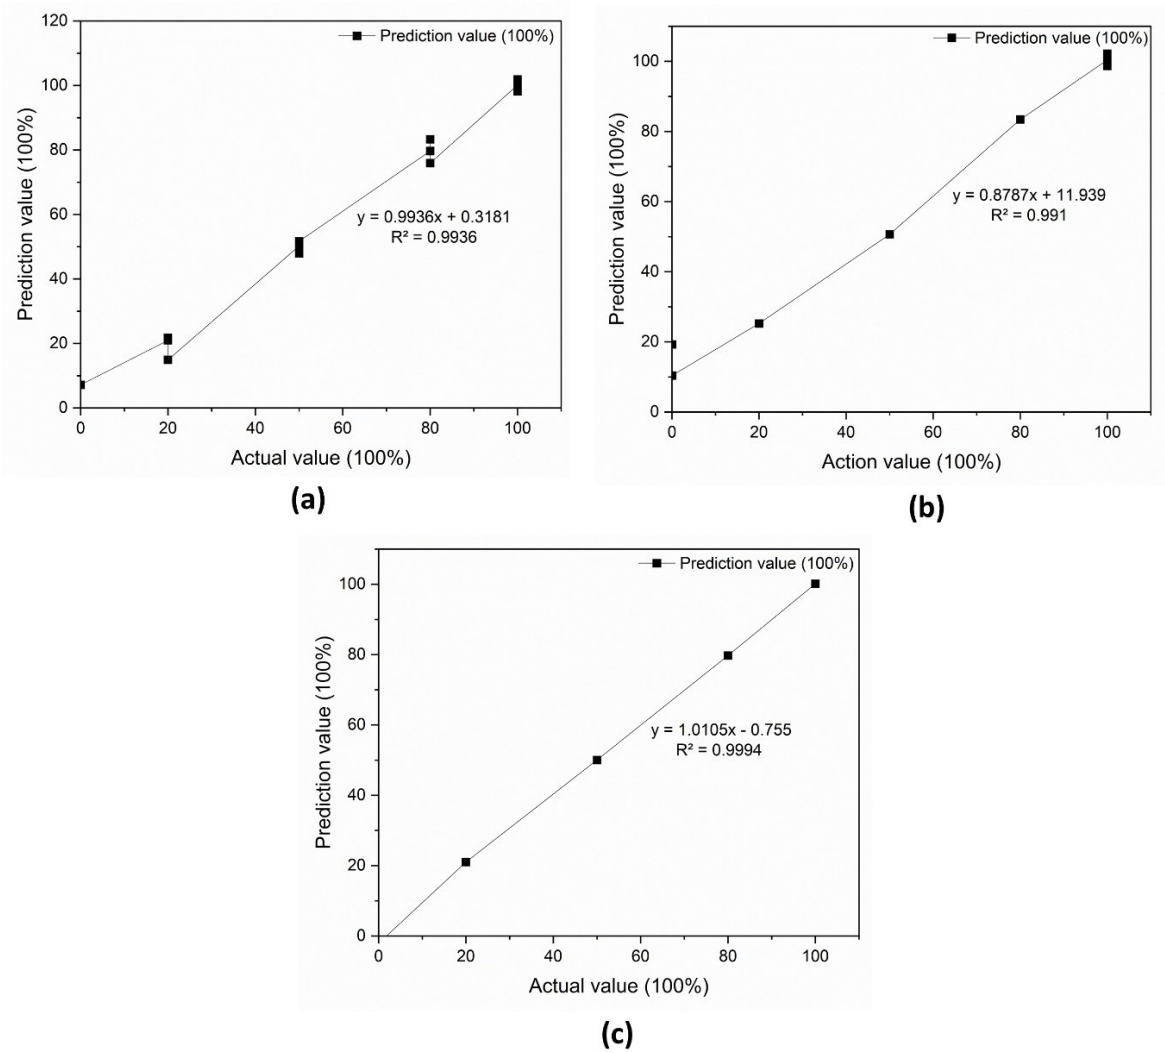 120
100
80
60
40
20
0
Prediction value (100%)
Prediction value (100%)
y = 0.9936x + 0.3181
R² = 0.9936
0 20 40 60 80 100
Actual value (100%)
(a)
100
80
60
40
20
0
Prediction value (100%)
Prediction value (100%)
y = 0.8787x + 11.939
R² = 0.991
0 20 40 60 80 100
Action value (100%)
(b)
100
80
60
40
20
0
Prediction value (100%)
Prediction value (100%)
y = 1.0105x - 0.755
R² = 0.9994
0 20 40 60 80 100
Actual value (100%)
(c)